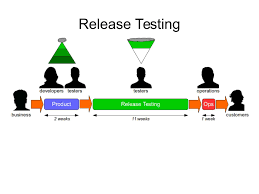 Release Testing
developers testers
testers
operations
business
Product
Release Testing
Ops
customers
2 weeks
11 weeks
1 week